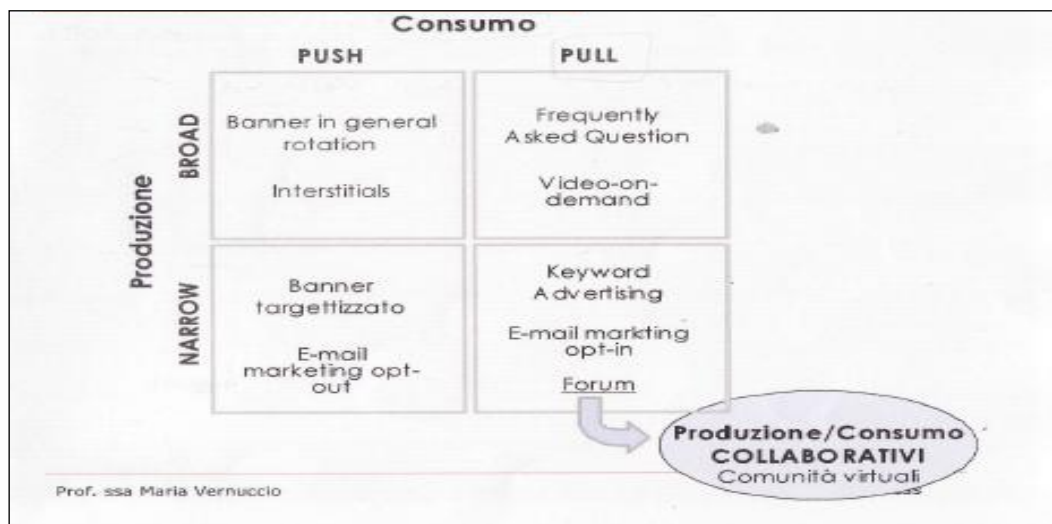 Consumo
PUSH
PULL
Produzione
BROAD
Banner in general
rotation
Interstitials
Frequently
Asked Question
Video-on-
demand
NARROW
Banner
targettizzato
E-mail
marketing opt-
out
Keyword
Advertising
E-mail markting
opt-in
Forum
Produzione/Consumo
COLLABORATIVI
Comunità virtuali
Prof. ssa Maria Vernuccio